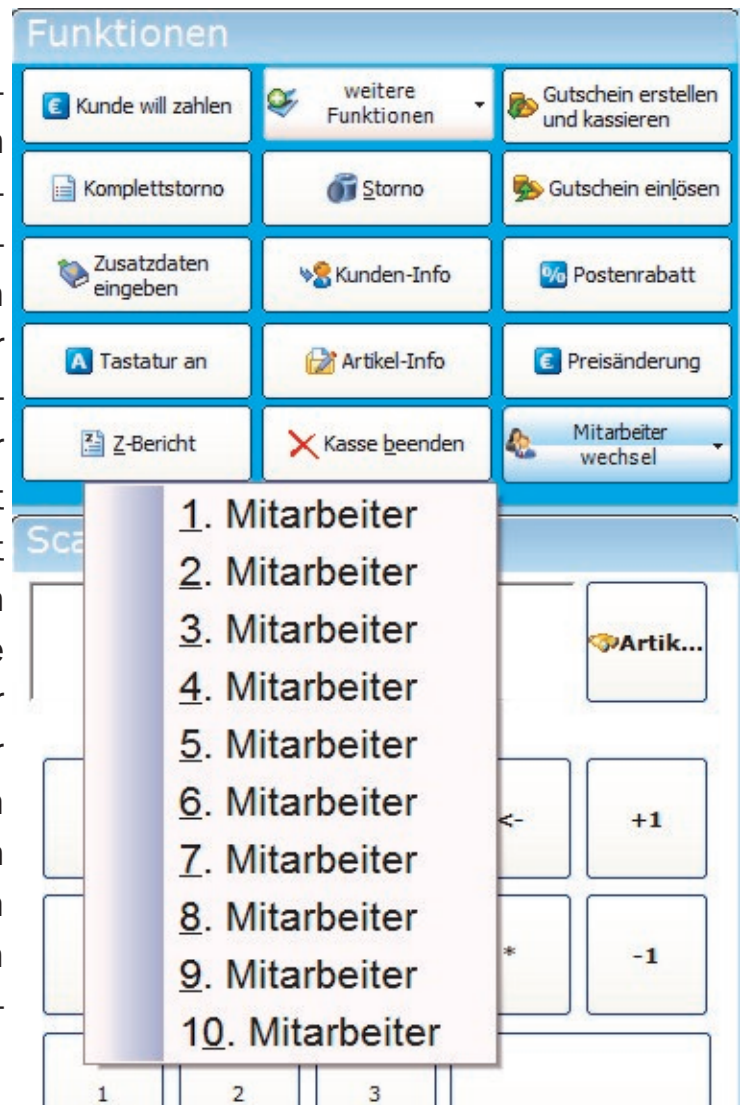 Funktionen
Kunde will zahlen
weitere
Funktionen
Gutschein erstellen
und kassieren
Komplettstorno
Storno
Gutschein einlösen
Zusatzdaten
eingeben
Kunden-Info
Postenrabatt
Tastatur an
Artikel-Info
Preisänderung
Z-Bericht
Kasse beenden
Mitarbeiter
wechsel
1. Mitarbeiter
2. Mitarbeiter
3. Mitarbeiter
4. Mitarbeiter
5. Mitarbeiter
6. Mitarbeiter
7. Mitarbeiter
8. Mitarbeiter
9. Mitarbeiter
10. Mitarbeiter
Artik...
<- +1
* -1
1 2 3